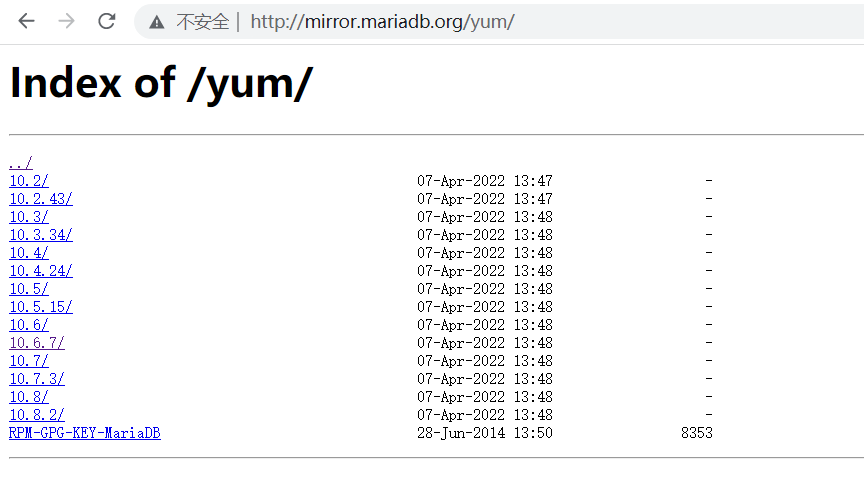 不安全 | http://mirror.mariadb.org/yum/
Index of /yum/
../
10.2/ 07-Apr-2022 13:47 -
10.2.43/ 07-Apr-2022 13:47 -
10.3/ 07-Apr-2022 13:48 -
10.3.34/ 07-Apr-2022 13:48 -
10.4/ 07-Apr-2022 13:48 -
10.4.24/ 07-Apr-2022 13:48 -
10.5/ 07-Apr-2022 13:48 -
10.5.15/ 07-Apr-2022 13:48 -
10.6/ 07-Apr-2022 13:48 -
10.6.7/ 07-Apr-2022 13:48 -
10.7/ 07-Apr-2022 13:48 -
10.7.3/ 07-Apr-2022 13:48 -
10.8/ 07-Apr-2022 13:48 -
10.8.2/ 07-Apr-2022 13:48 -
RPM-GPG-KEY-MariaDB 28-Jun-2014 13:50 8353